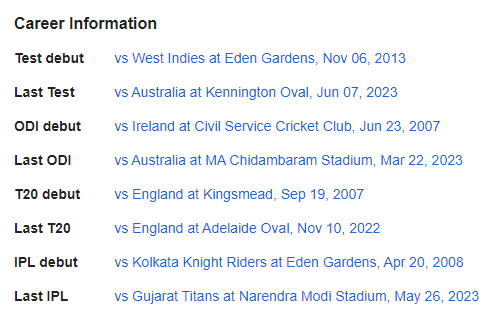 Career Information
Test debut vs West Indies at Eden Gardens, Nov 06, 2013
Last Test vs Australia at Kennington Oval, Jun 07, 2023
ODI debut vs Ireland at Civil Service Cricket Club, Jun 23, 2007
Last ODI vs Australia at MA Chidambaram Stadium, Mar 22, 2023
T20 debut vs England at Kingsmead, Sep 19, 2007
Last T20 vs England at Adelaide Oval, Nov 10, 2022
IPL debut vs Kolkata Knight Riders at Eden Gardens, Apr 20, 2008
Last IPL vs Gujarat Titans at Narendra Modi Stadium, May 26, 2023